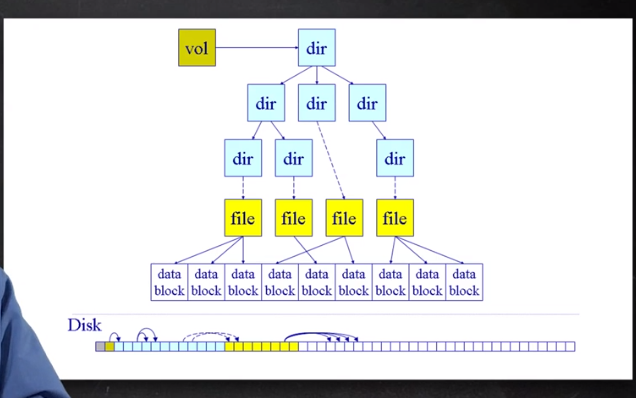 vol dir
dir dir dir
dir dir dir
file file file file
data data data data data data data data data
block block block block block block block block block
Disk